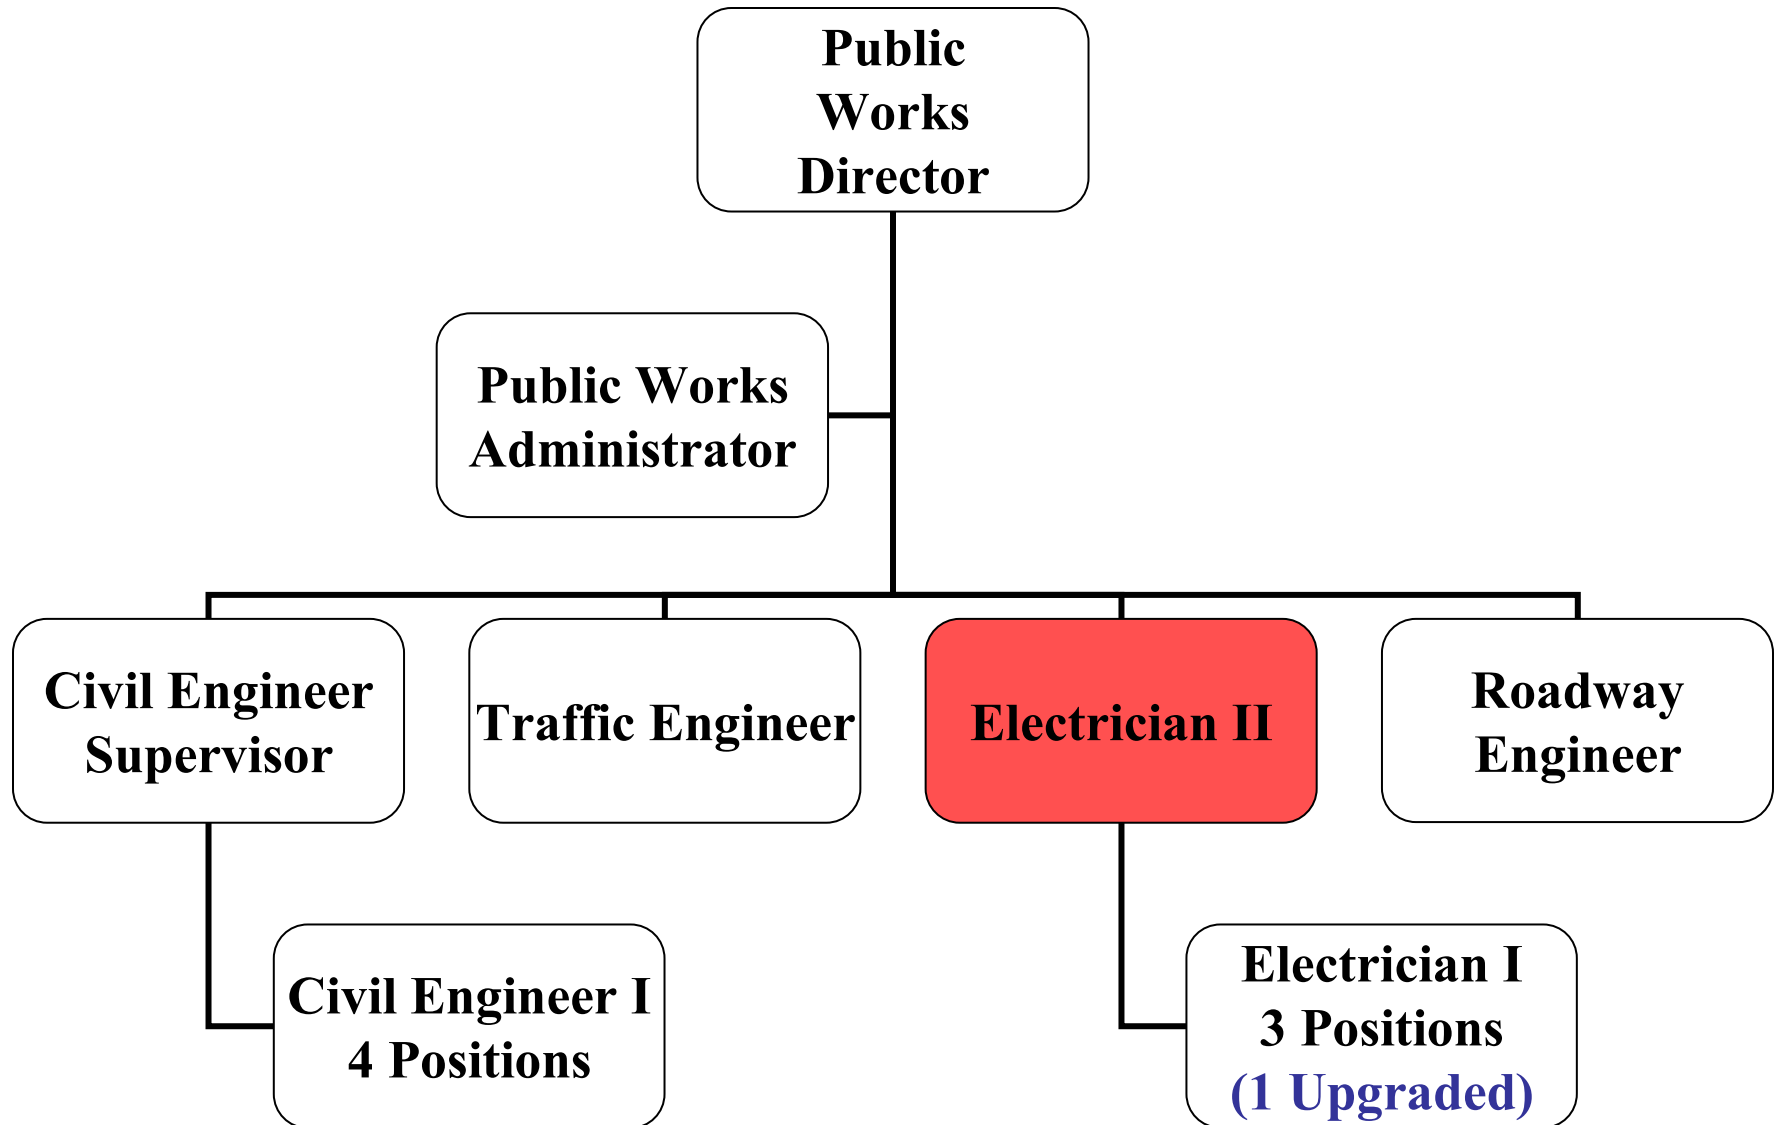 Public
Works
Director
Public Works
Administrator
Civil Engineer
Supervisor
Traffic Engineer
Electrician II
Roadway
Engineer
Civil Engineer I
4 Positions
Electrician I
3 Positions
(1 Upgraded)